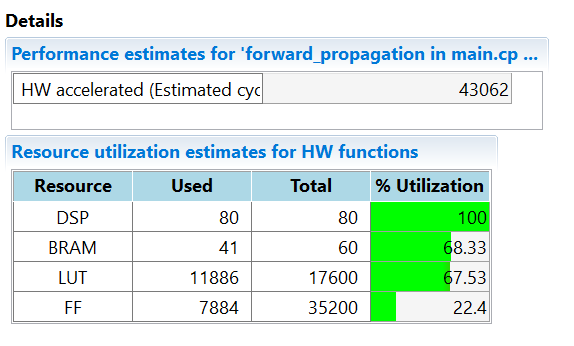 Details
Performance estimates for 'forward_propagation in main.cp ...
HW accelerated (Estimated cyc 43062
Resource utilization estimates for HW functions
Resource Used Total % Utilization
DSP 80 80 100
BRAM 41 60 68.33
LUT 11886 17600 67.53
FF 7884 35200 22.4